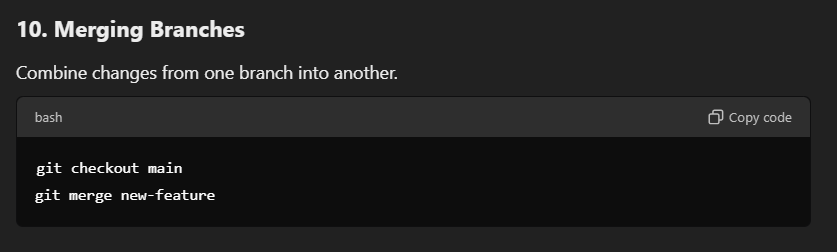 10. Merging Branches
Combine changes from one branch into another.
bash
Copy code
git checkout main
git merge new-feature